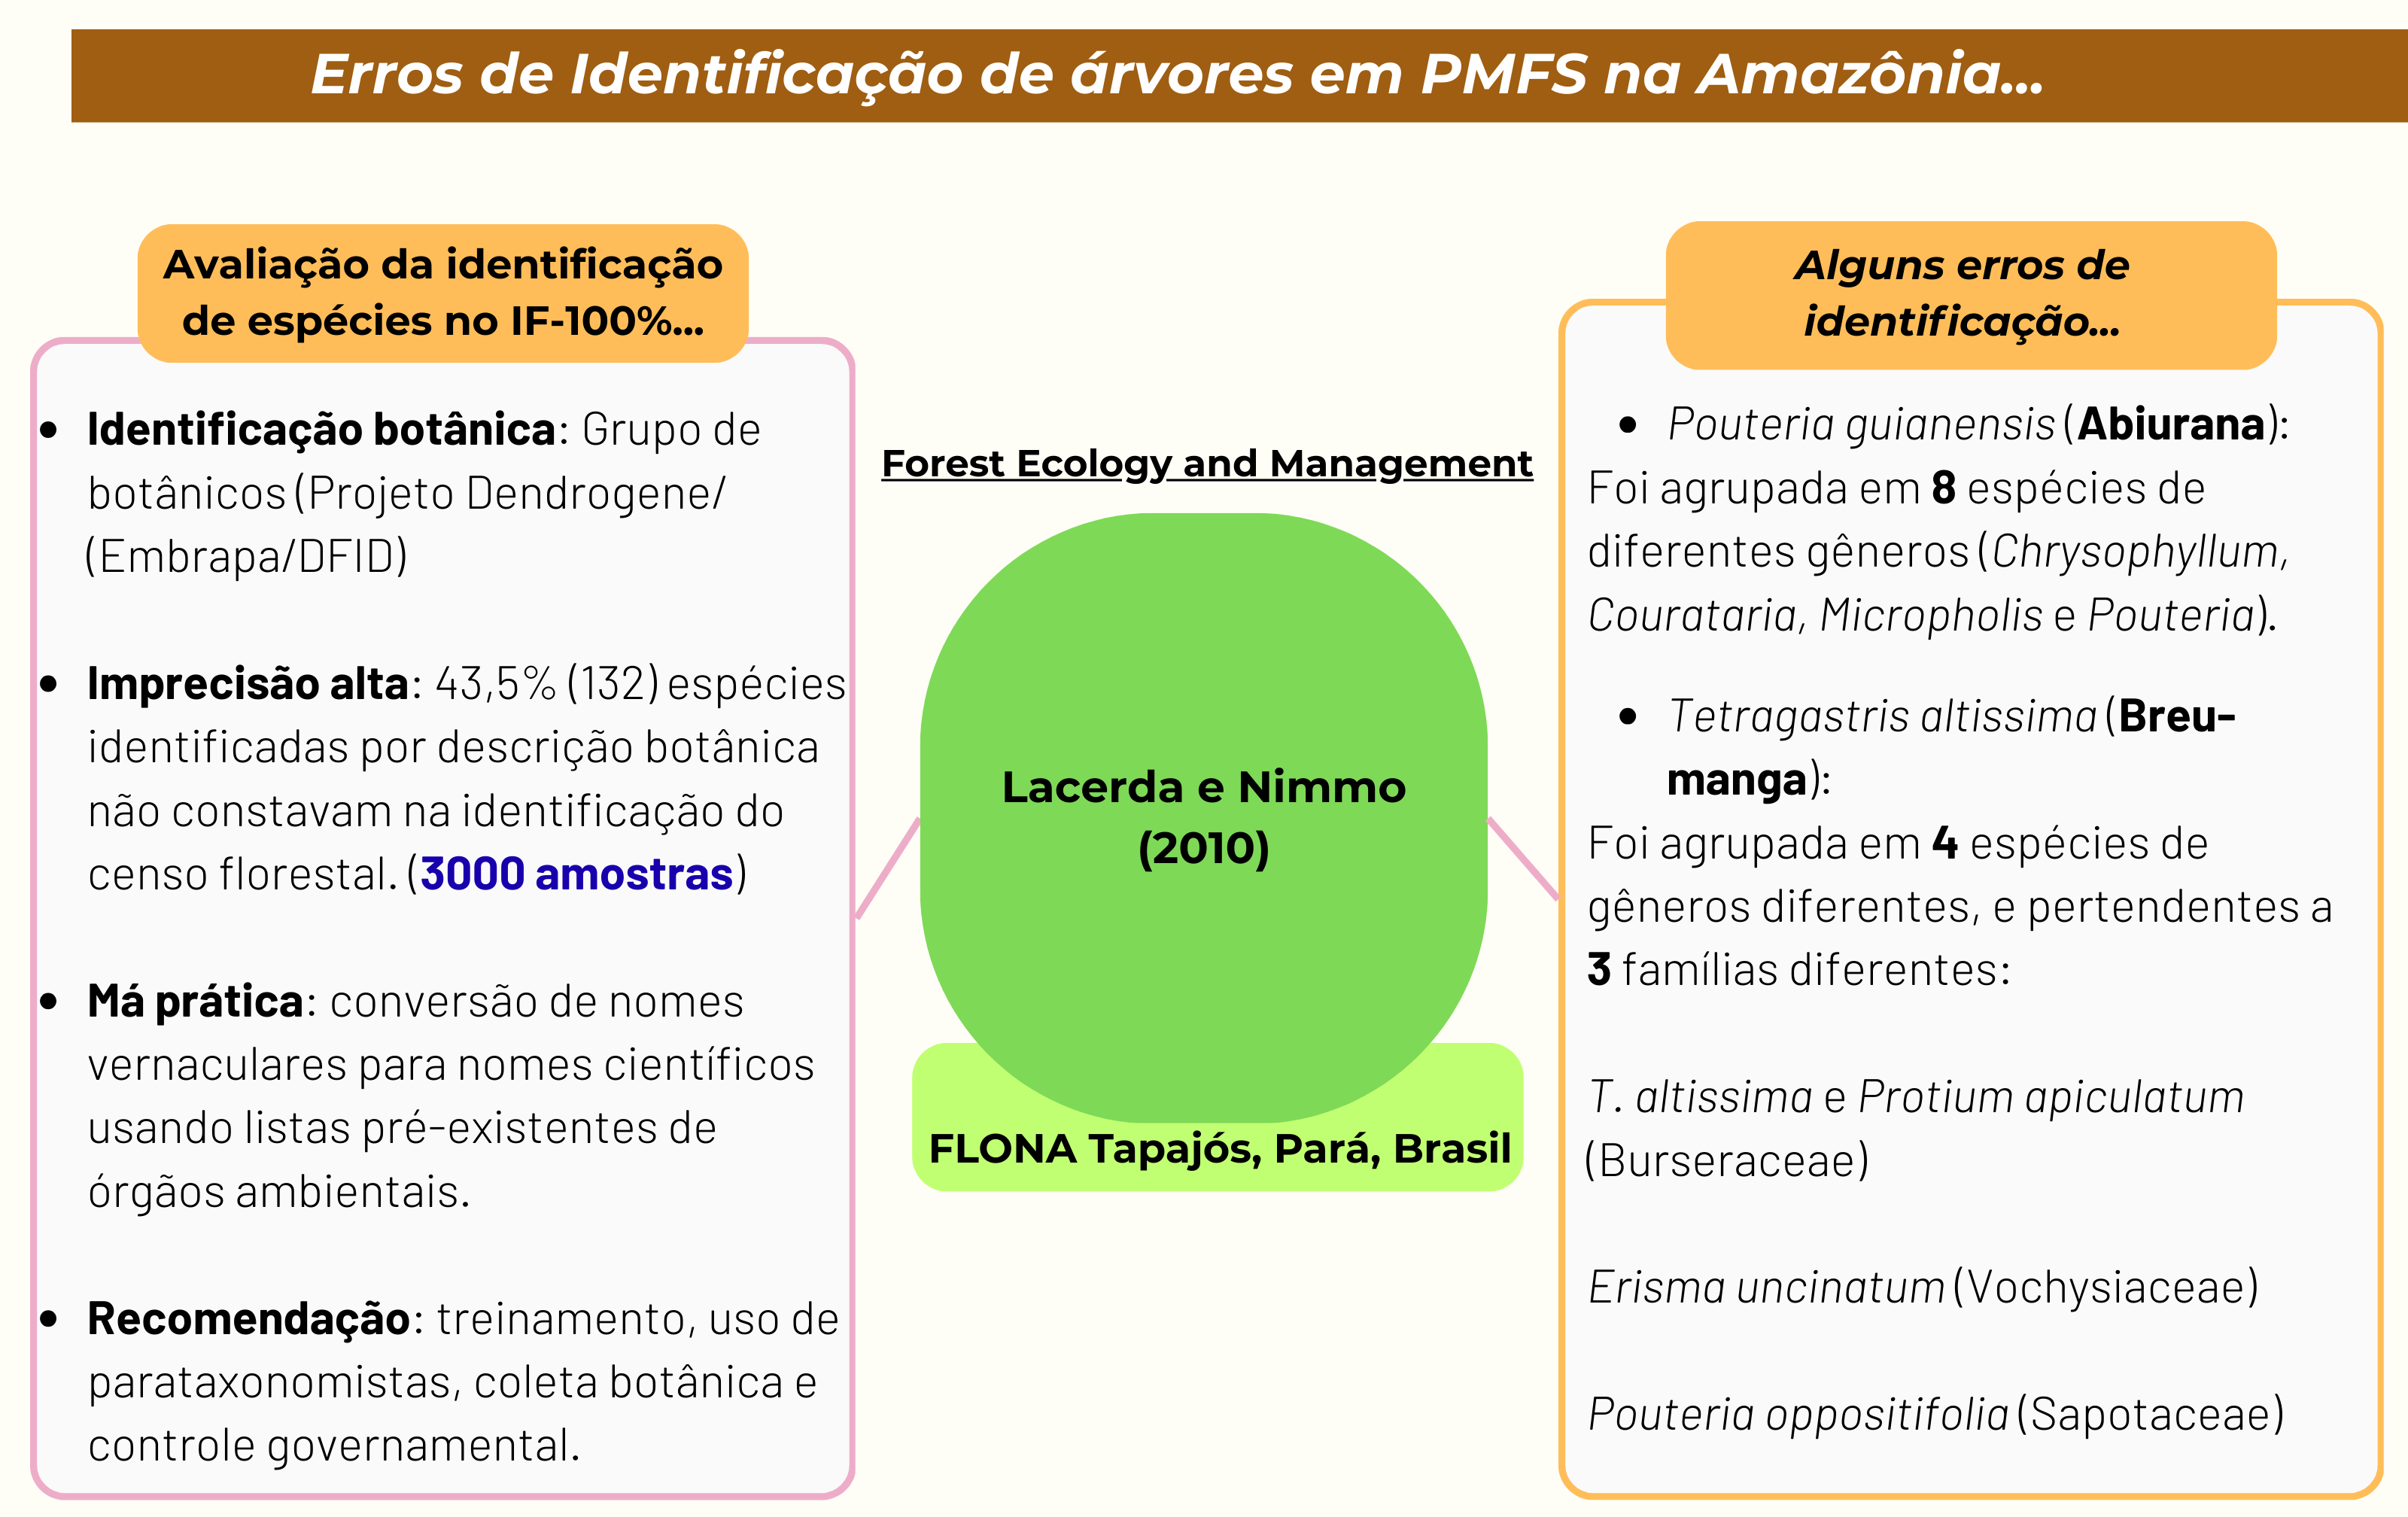 Erros de Identificação de árvores em PMFS na Amazônia...
Avaliação da identificação
de espécies no IF-100%...
• Identificação botânica: Grupo de
botânicos (Projeto Dendrogene/
(Embrapa/DFID)
• Imprecisão alta: 43,5% (132) espécies
identificadas por descrição botânica
não constavam na identificação do
censo florestal. (3000 amostras)
• Má prática: conversão de nomes
vernaculares para nomes científicos
usando listas pré-existentes de
órgãos ambientais.
• Recomendação: treinamento, uso de
parataxonomistas, coleta botânica e
controle governamental.
Forest Ecology and Management
Lacerda e Nimmo
(2010)
FLONA Tapajós, Pará, Brasil
Alguns erros de
identificação...
• Pouteria guianensis (Abiurana):
Foi agrupada em 8 espécies de
diferentes gêneros (Chrysophyllum,
Courataria, Micropholis e Pouteria).
• Tetragastris altissima (Breu-
manga):
Foi agrupada em 4 espécies de
gêneros diferentes, e pertendentes a
3 famílias diferentes:
T. altissima e Protium apiculatum
(Burseraceae)
Erisma uncinatum (Vochysiaceae)
Pouteria oppositifolia (Sapotaceae)